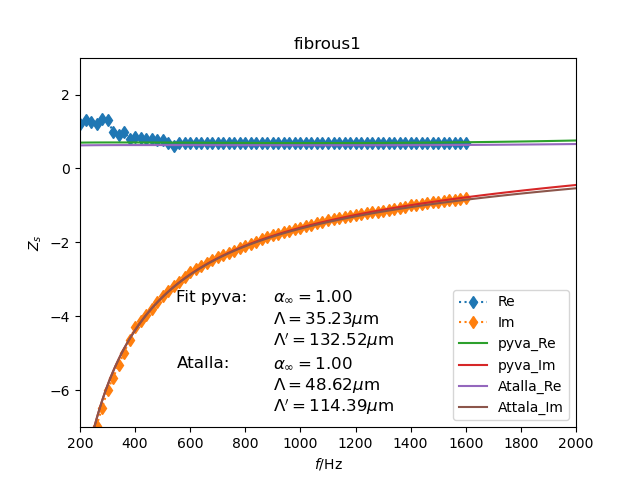 fibrous1
2
0
−2
−4
−6
Z_s
Fit pyva: α∞ = 1.00
Λ = 35.23μm
Λ′ = 132.52μm
Atalla: α∞ = 1.00
Λ = 48.62μm
Λ′ = 114.39μm
Re
Im
pyva_Re
pyva_Im
Atalla_Re
Attala_Im
200 400 600 800 1000 1200 1400 1600 1800 2000
f/Hz